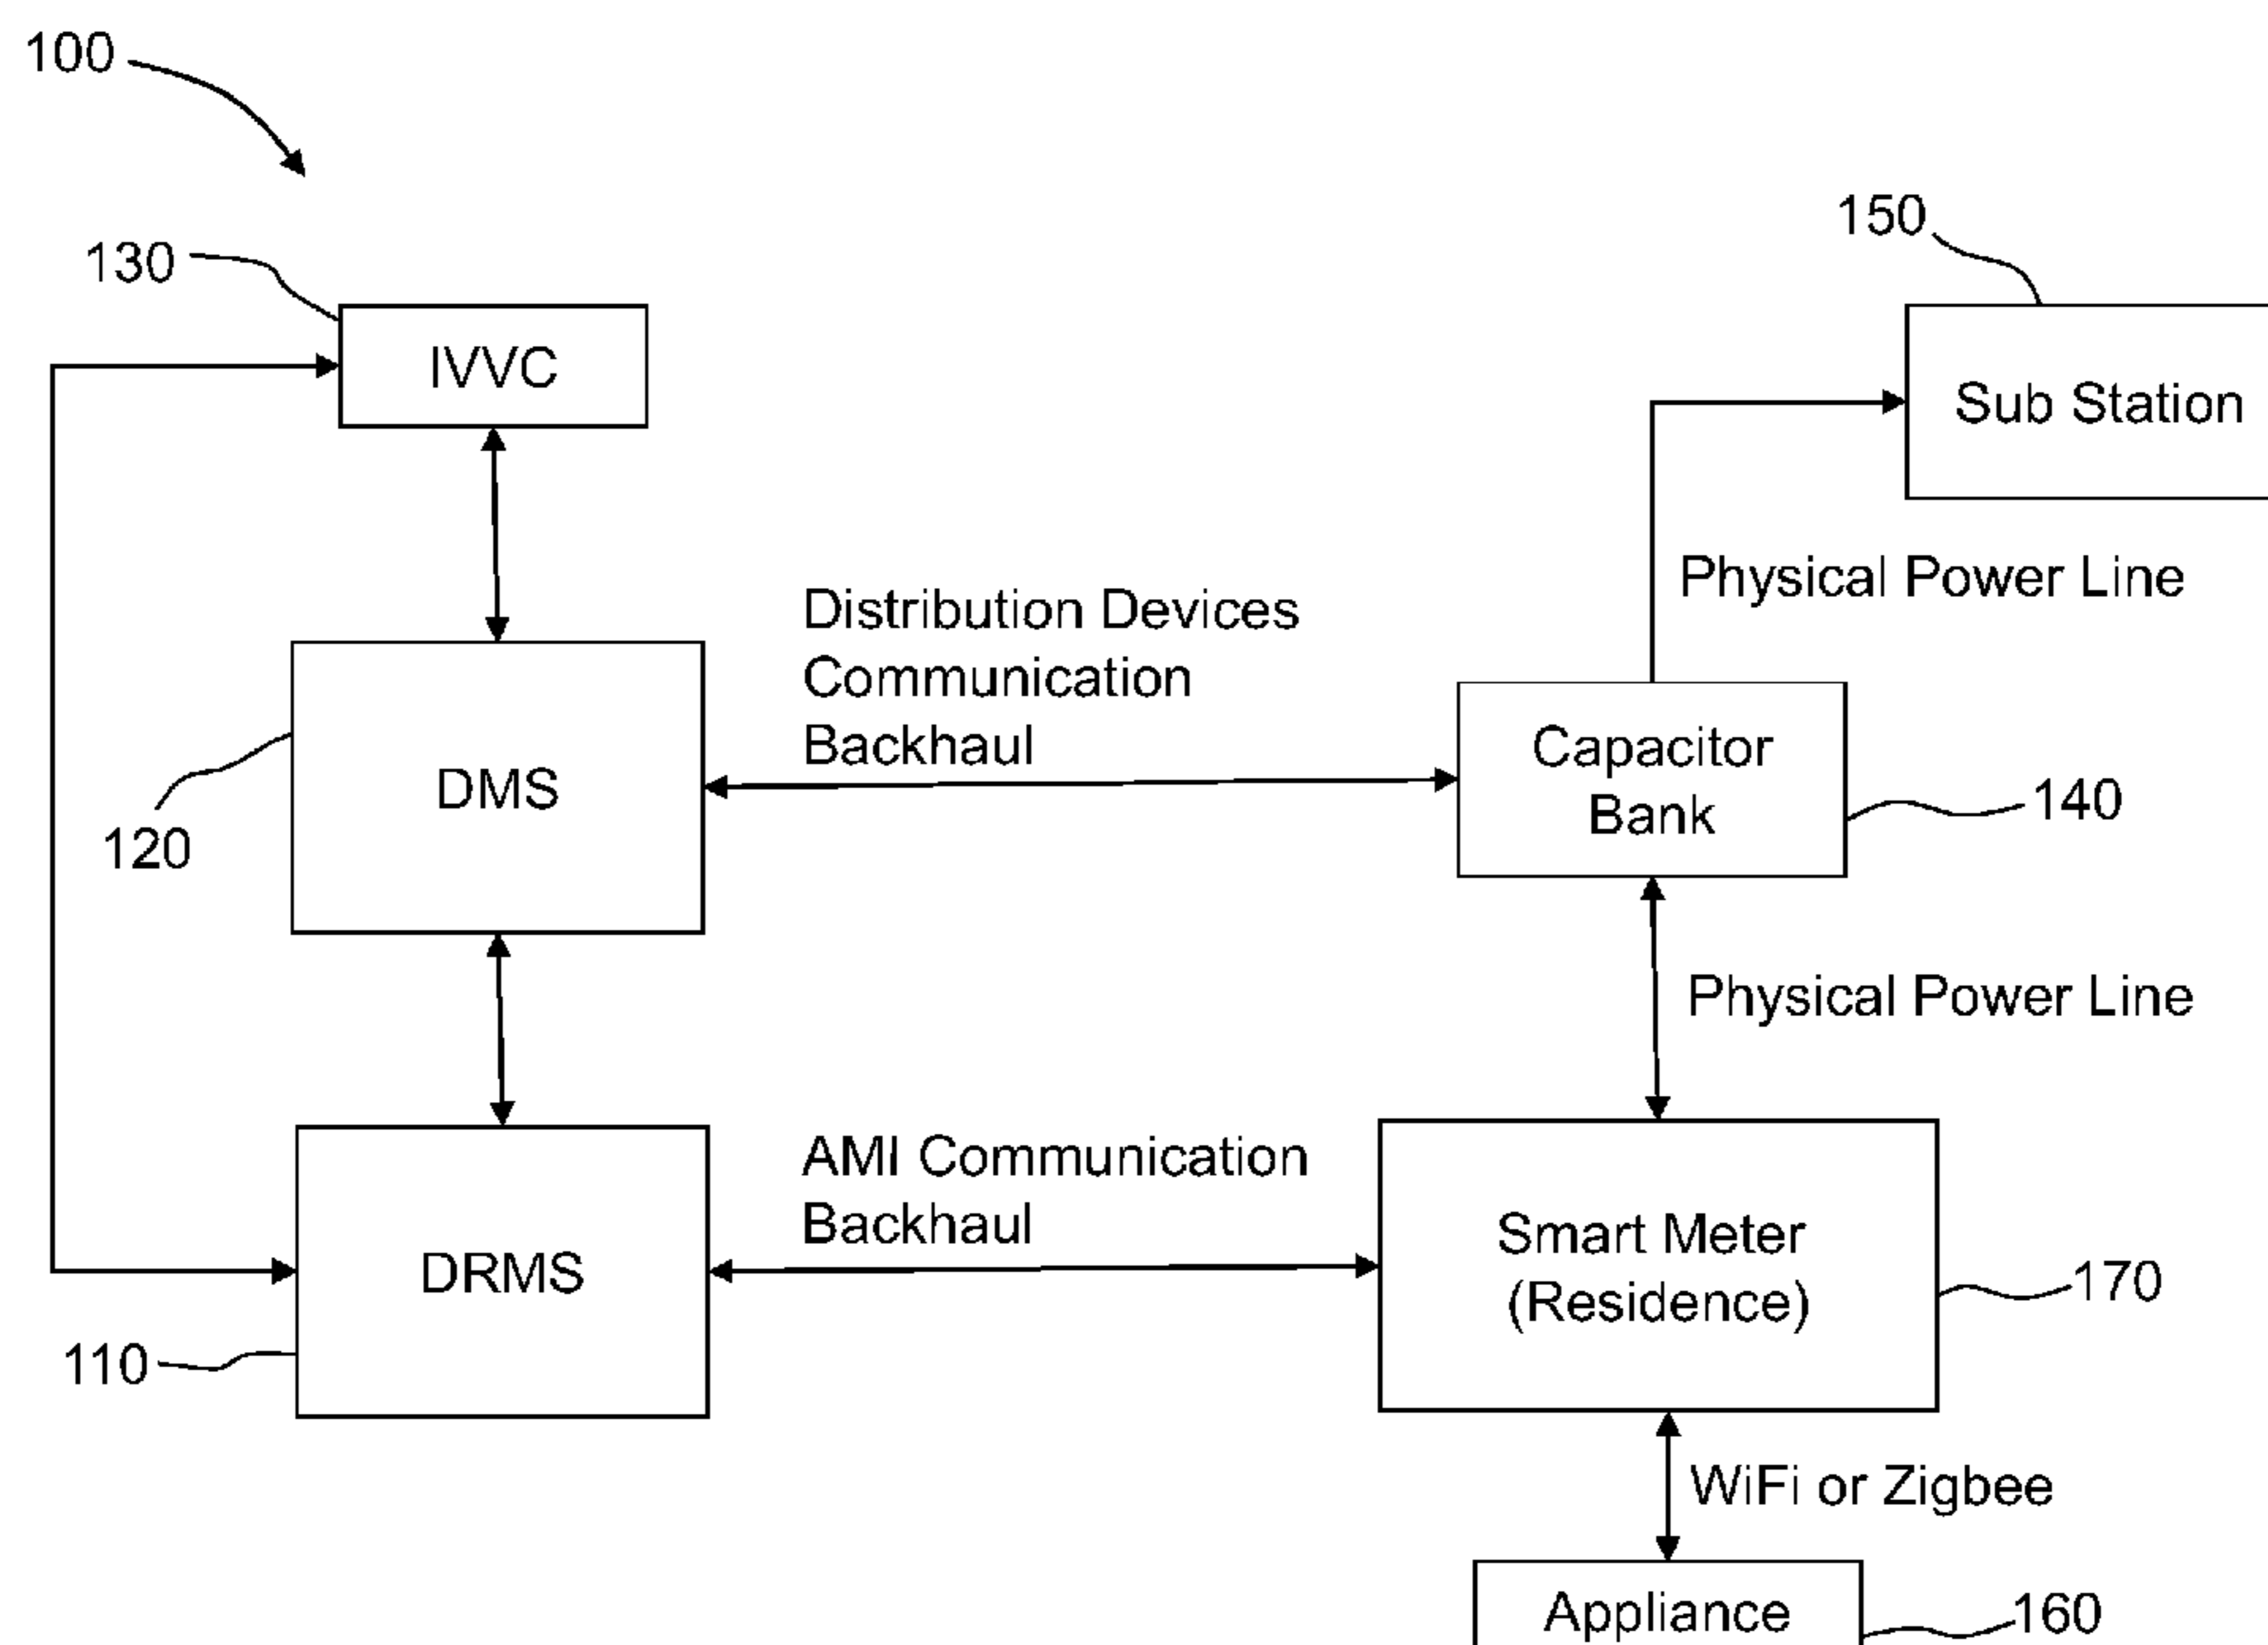 100
150
130
IVVC
Sub Station
Physical Power Line
Distribution Devices
Communication
Backhaul
Capacitor
Bank
DMS
140
120
Physical Power Line
AMI Communication
Backhaul
Smart Meter
(Residence)
DRMS
170
110
WiFi or Zigbee
Appliance
160